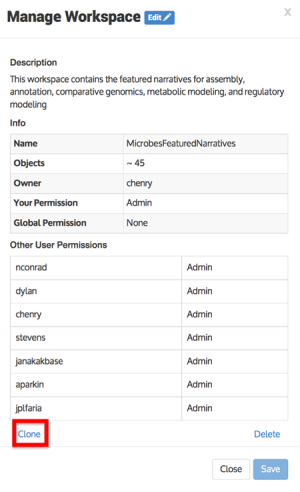 Manage Workspace Edit x
Description
This workspace contains the featured narratives for assembly,
annotation, comparative genomics, metabolic modeling, and regulatory
modeling
Info
Name MicrobesFeaturedNarratives
Objects ~ 45
Owner chenry
Your Permission Admin
Global Permission None
Other User Permissions
nconrad Admin
dylan Admin
chenry Admin
stevens Admin
janakakbase Admin
aparkin Admin
jplfaria Admin
Clone Delete
Close Save